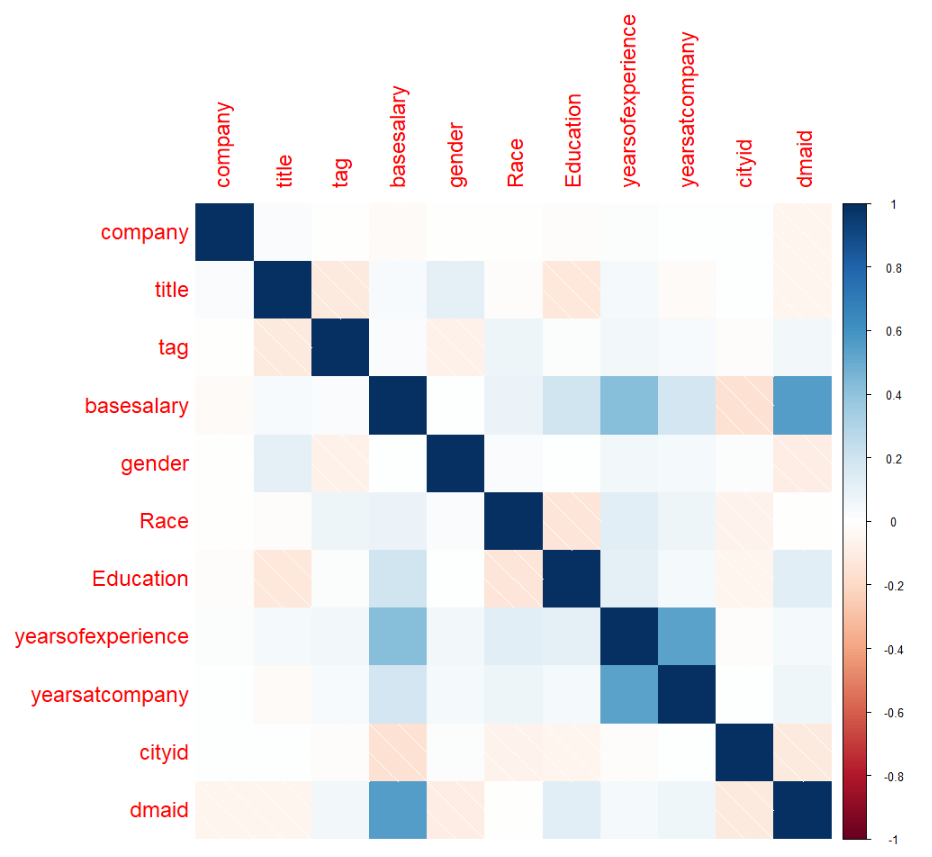 company
title
tag
basesalary
gender
Race
Education
yearsofexperience
yearsatcompany
cityid
dmaid
company
title
tag
basesalary
gender
Race
Education
yearsofexperience
yearsatcompany
cityid
dmaid
1
0.8
0.6
0.4
0.2
0
-0.2
-0.4
-0.6
-0.8
-1